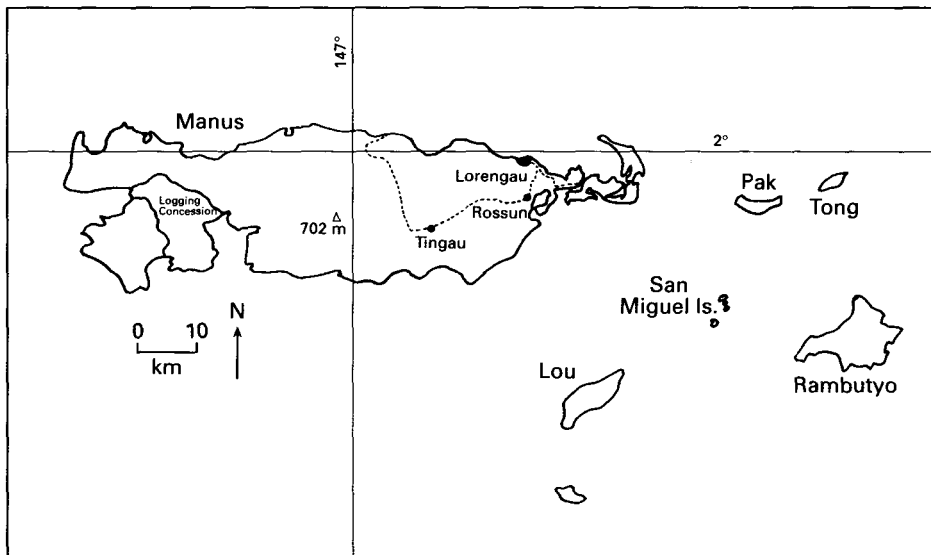 147°
Manus
2°
Lorengau
Pak
Logging
Concession
Rossun
Tong
702 m
Tingau
San
Miguel Is.
N
0 10
km
Lou
Rambutyo